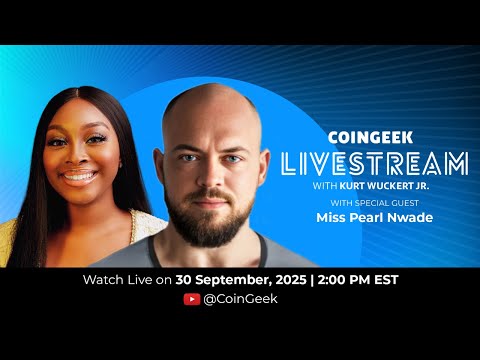 COINGEEK
LIVESTREAM
WITH KURT WUCKERT JR.
WITH SPECIAL GUEST
Miss Pearl Nwade
Watch Live on 30 September, 2025 | 2:00 PM EST
@CoinGeek